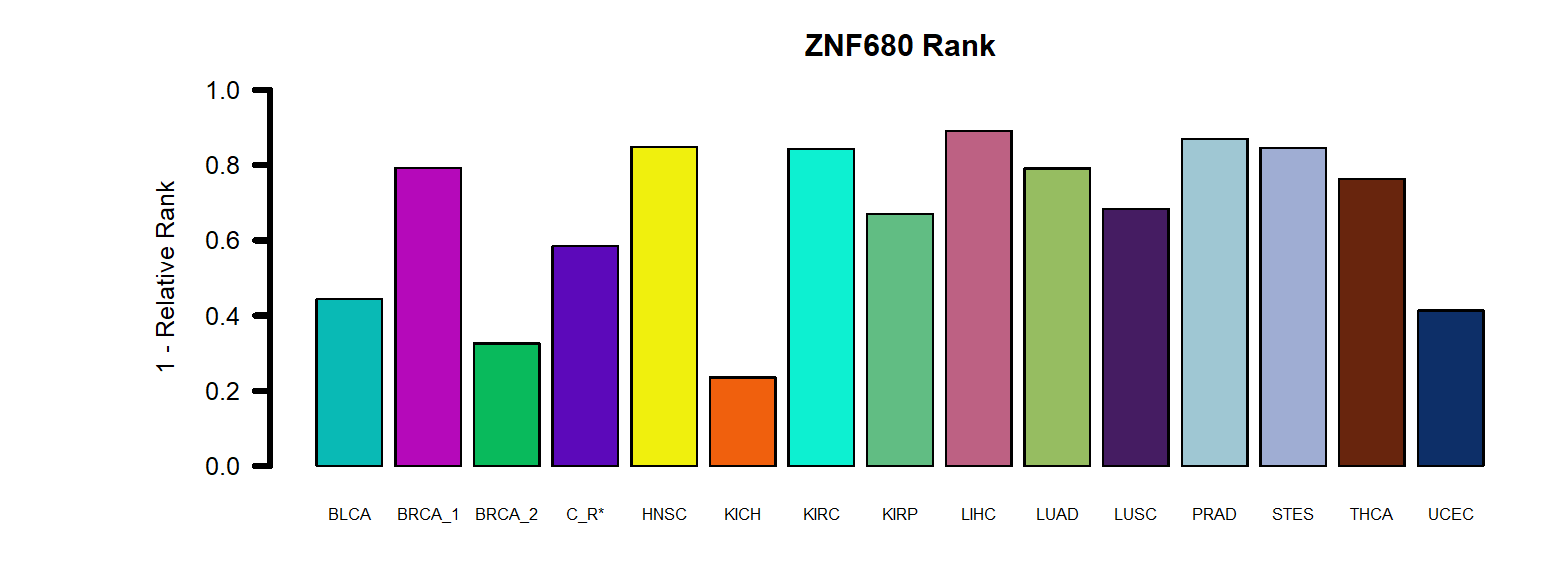 ZNF680 Rank
1 - Relative Rank
1.0
0.8
0.6
0.4
0.2
0.0
BLCA BRCA_1 BRCA_2 C_R* HNSC KICH KIRC KIRP LIHC LUAD LUSC PRAD STES THCA UCEC